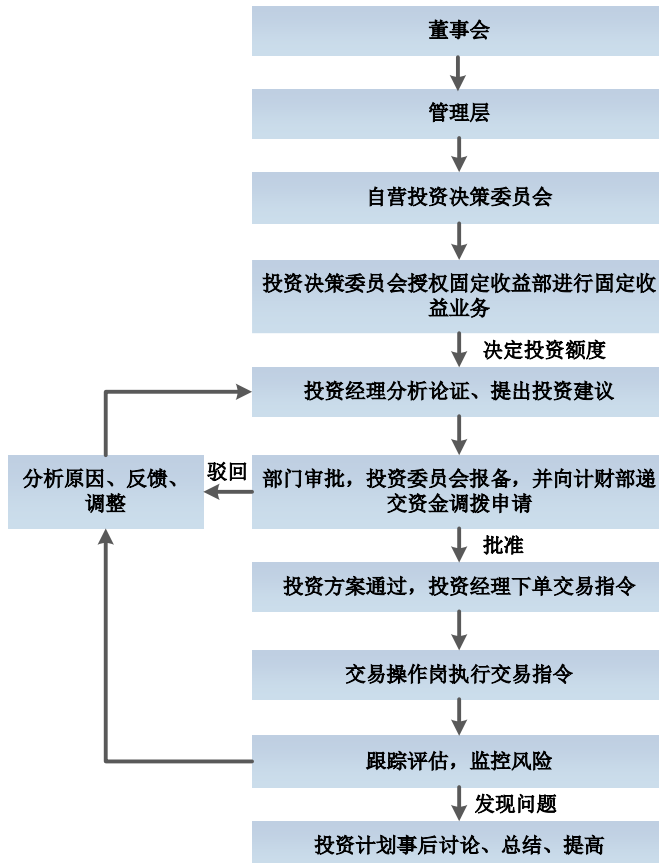 董事会
管理层
自营投资决策委员会
投资决策委员会授权固定收益部进行固定收
益业务
决定投资额度
投资经理分析论证、提出投资建议
分析原因、反馈、
调整
驳回
部门审批，投资委员会报备，并向计财部递
交资金调拨申请
批准
投资方案通过，投资经理下单交易指令
交易操作岗执行交易指令
跟踪评估，监控风险
发现问题
投资计划事后讨论、总结、提高